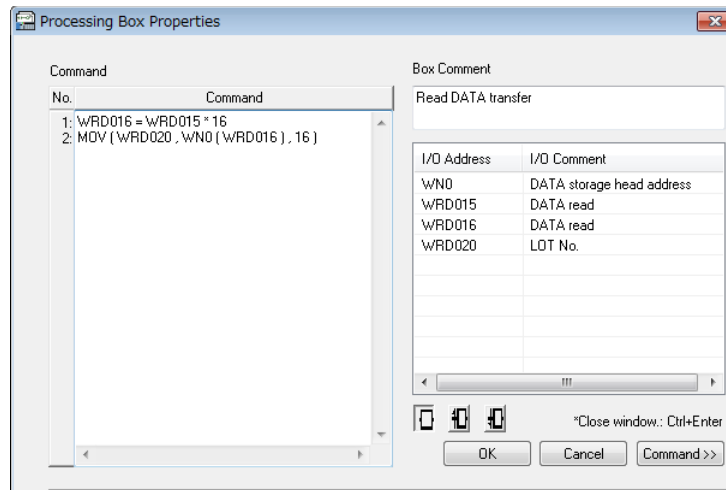 Processing Box Properties
Command
No. Command
1: WRD016 = WRD015 * 16
2: MOV ( WRD020 , WN0 ( WRD016 ) , 16 )
Box Comment
Read DATA transfer
I/O Address I/O Comment
WN0 DATA storage head address
WRD015 DATA read
WRD016 DATA read
WRD020 LOT No.
*Close window.: Ctrl+Enter
OK Cancel Command >>